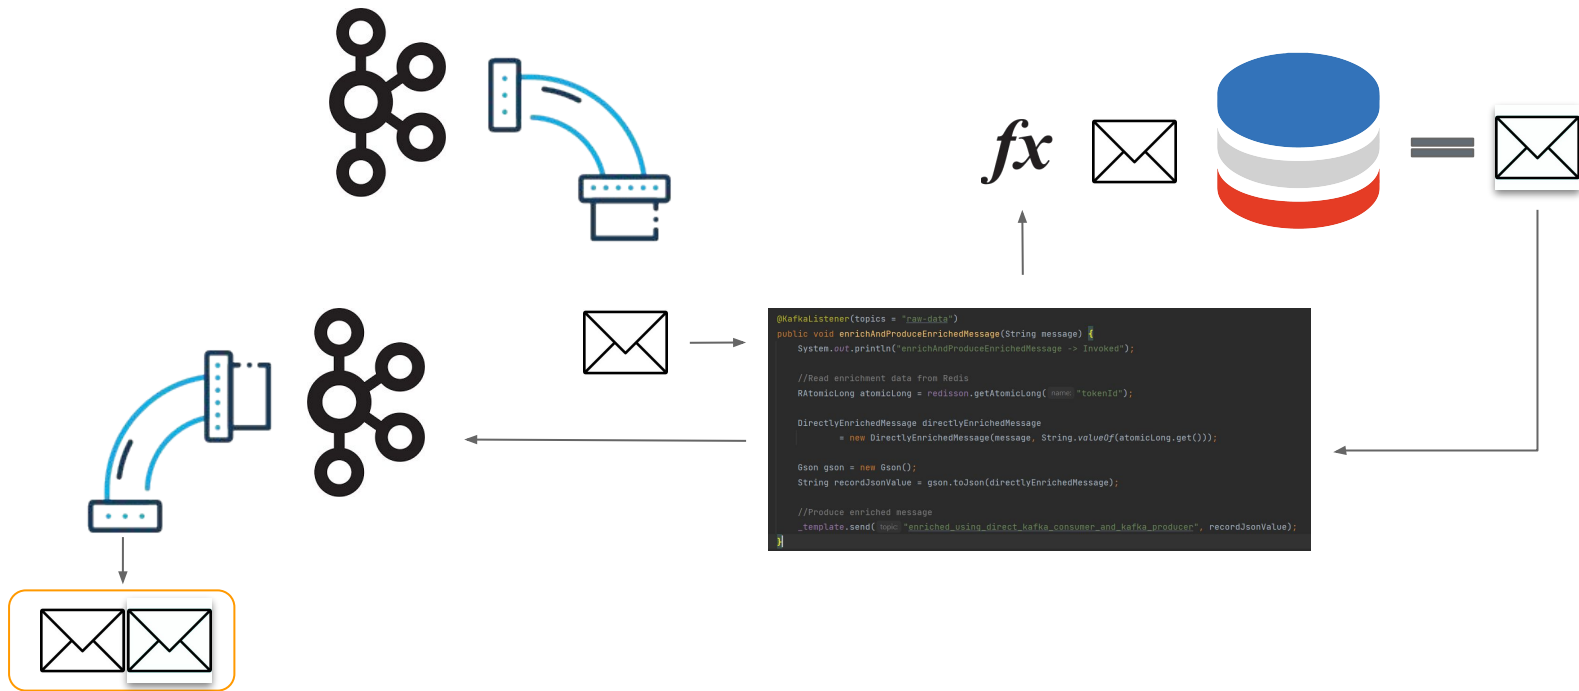 fx
@KafkaListener(topics = "raw-data")
public void enrichAndProduceEnrichedMessage(String message) {
System.out.println("enrichAndProduceEnrichedMessage -> Invoked");
//Read enrichment data from Redis
RAtomicLong atomicLong = redisson.getAtomicLong( name: "tokenId");
DirectlyEnrichedMessage directlyEnrichedMessage
= new DirectlyEnrichedMessage(message, String.valueOf(atomicLong.get()));
Gson gson = new Gson();
String recordJsonValue = gson.toJson(directlyEnrichedMessage);
//Produce enriched message
_template.send( topic: "enriched_using_direct_kafka_consumer_and_kafka_producer", recordJsonValue);
}